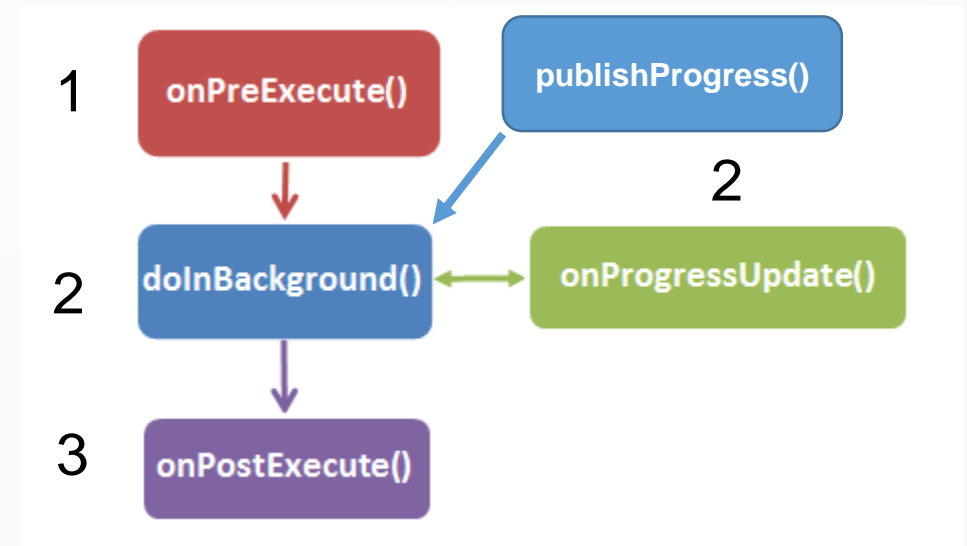 1
onPreExecute()
publishProgress()
2
2
doInBackground()
onProgressUpdate()
3
onPostExecute()